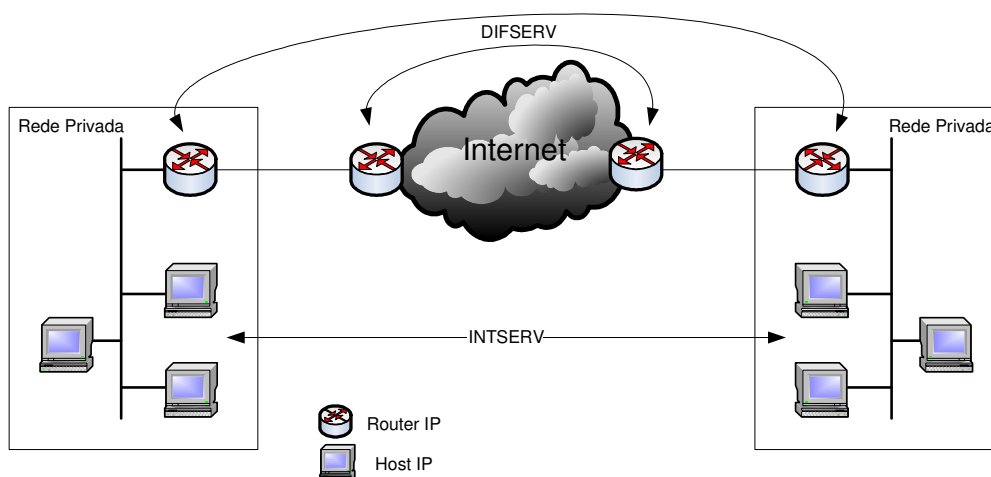 DIFSERV
Rede Privada
Internet
Rede Privada
INTSERV
Router IP
Host IP